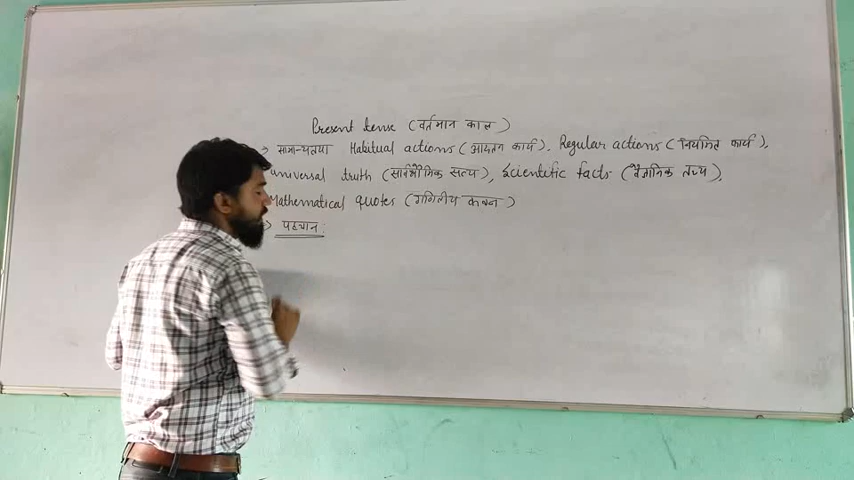 Present tense (वर्तमान काल)
> सामान्यतया Habitual actions (आदतन कार्य), Regular actions (नियमित कार्य),
universal truth (सार्वभौमिक सत्य), Scientific facts (वैज्ञानिक तथ्य),
Mathematical quotes (गणितीय कथन)
> पहचान: